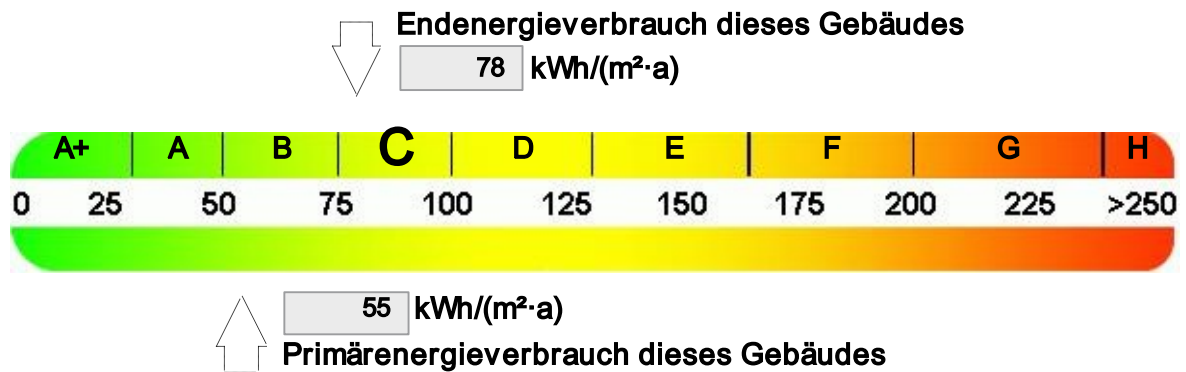 Endenergieverbrauch dieses Gebäudes
78 kWh/(m²·a)
A+ A B C D E F G H
0 25 50 75 100 125 150 175 200 225 >250
55 kWh/(m²·a)
Primärenergieverbrauch dieses Gebäudes